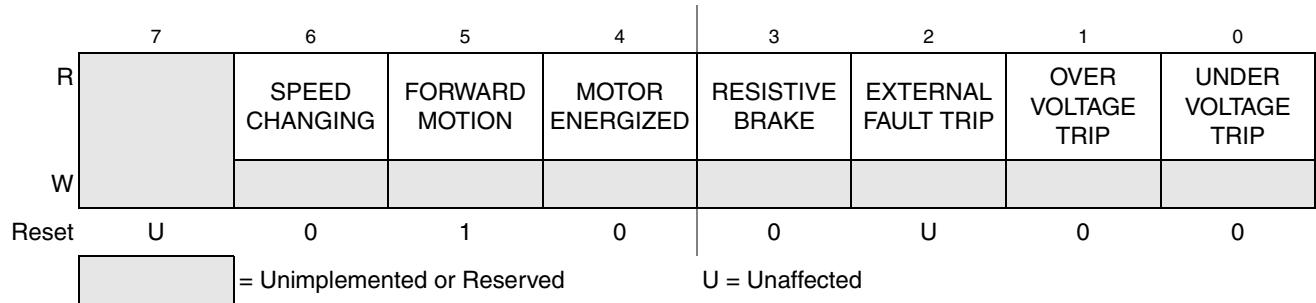 7 6 5 4 3 2 1 0
R
SPEED CHANGING
FORWARD MOTION
MOTOR ENERGIZED
RESISTIVE BRAKE
EXTERNAL FAULT TRIP
OVER VOLTAGE TRIP
UNDER VOLTAGE TRIP
W
Reset U 0 1 0 0 U 0 0
= Unimplemented or Reserved U = Unaffected